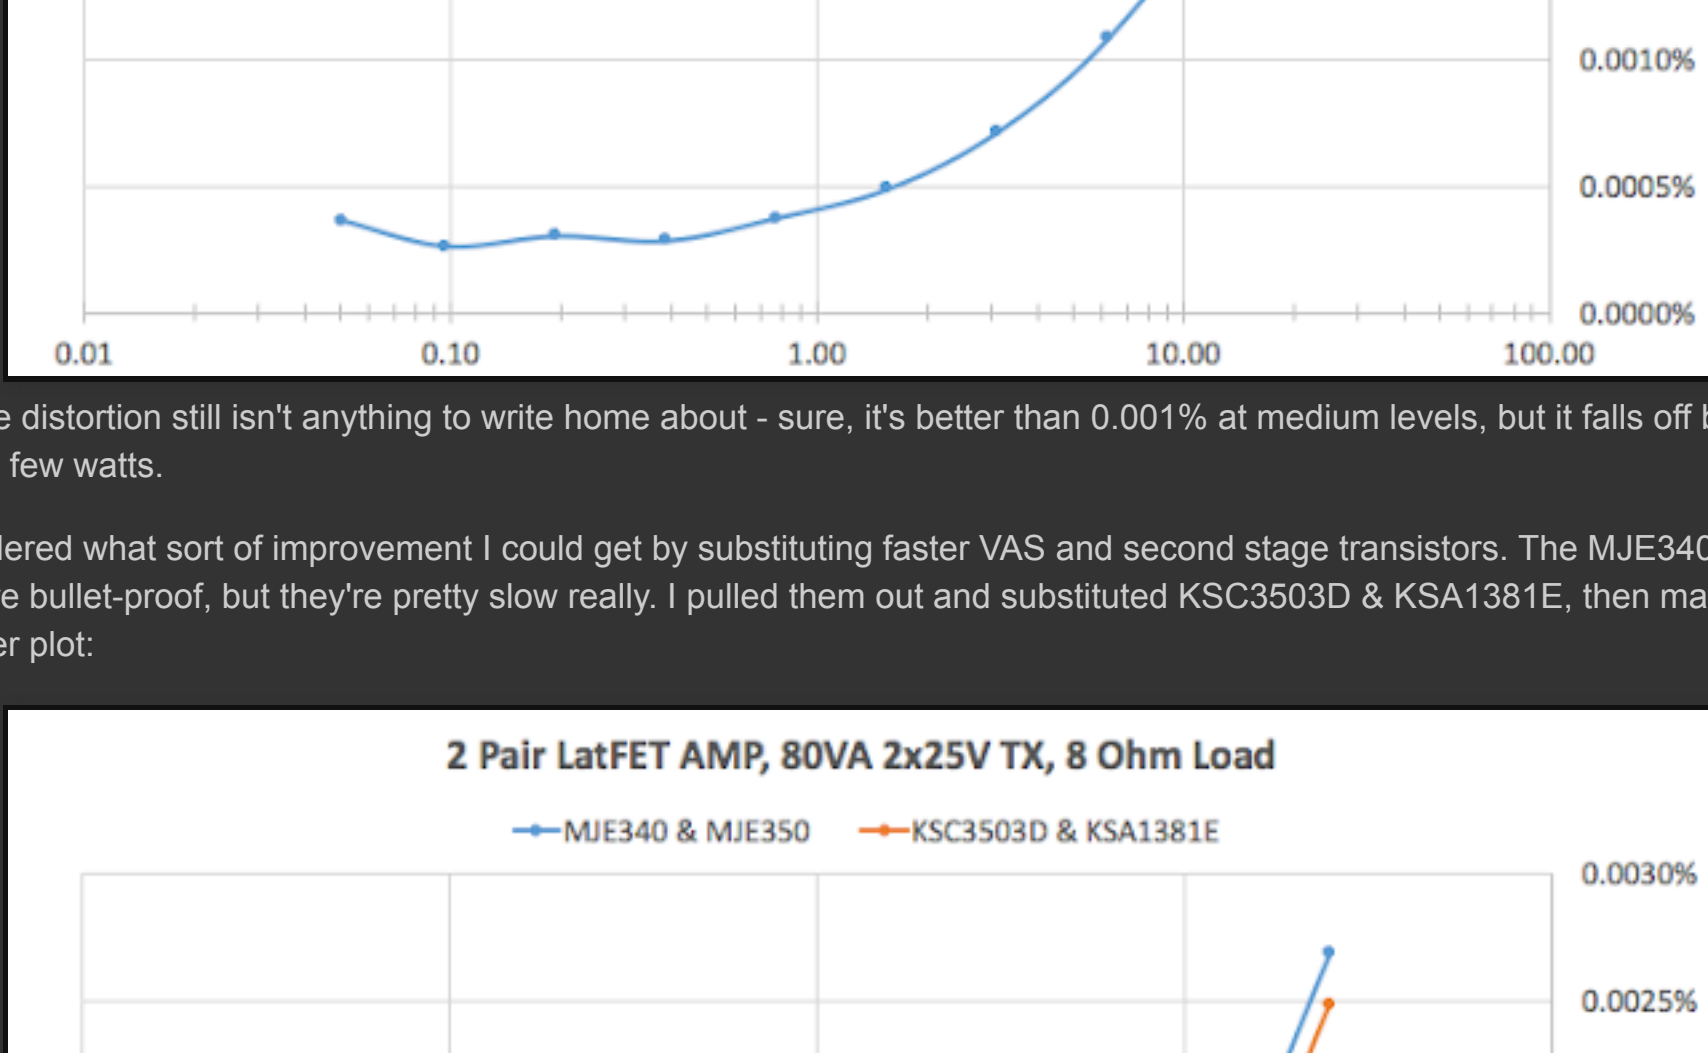 0.0010%
0.0005%
0.0000%
0.01 0.10 1.00 10.00 100.00
distortion still isn't anything to write home about - sure, it's better than 0.001% at medium levels, but it falls off
few watts.
what sort of improvement I could get by substituting faster VAS and second stage transistors. The MJE340
bullet-proof, but they're pretty slow really. I pulled them out and substituted KSC3503D & KSA1381E, then
plot:
2 Pair LatFET AMP, 80VA 2x25V TX, 8 Ohm Load
MJE340 & MJE350 KSC3503D & KSA1381E
0.0030%
0.0025%